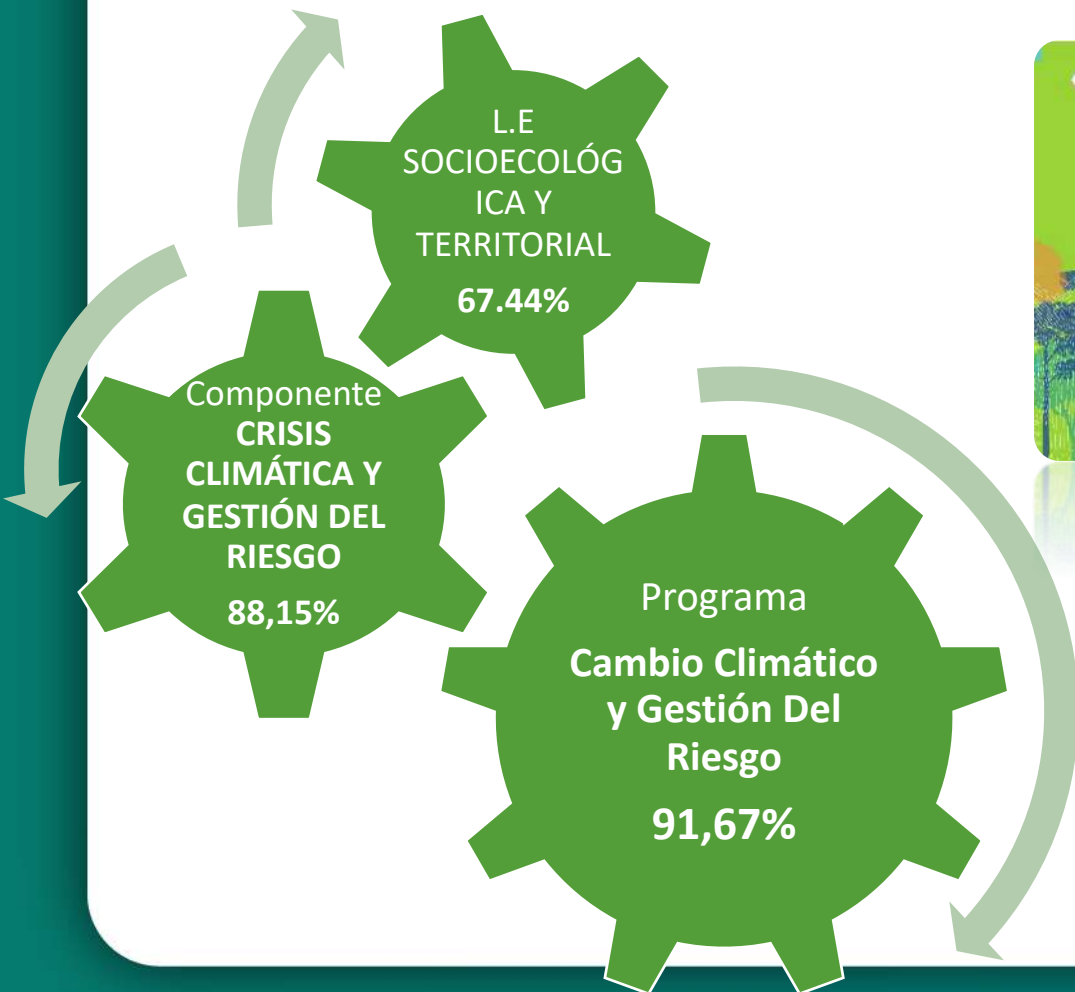 L.E
SOCIOECOLÓG
ICA Y
TERRITORIAL
67.44%
Componente
CRISIS
CLIMÁTICA Y
GESTIÓN DEL
RIESGO
88,15%
Programa
Cambio Climático
y Gestión Del
Riesgo
91,67%